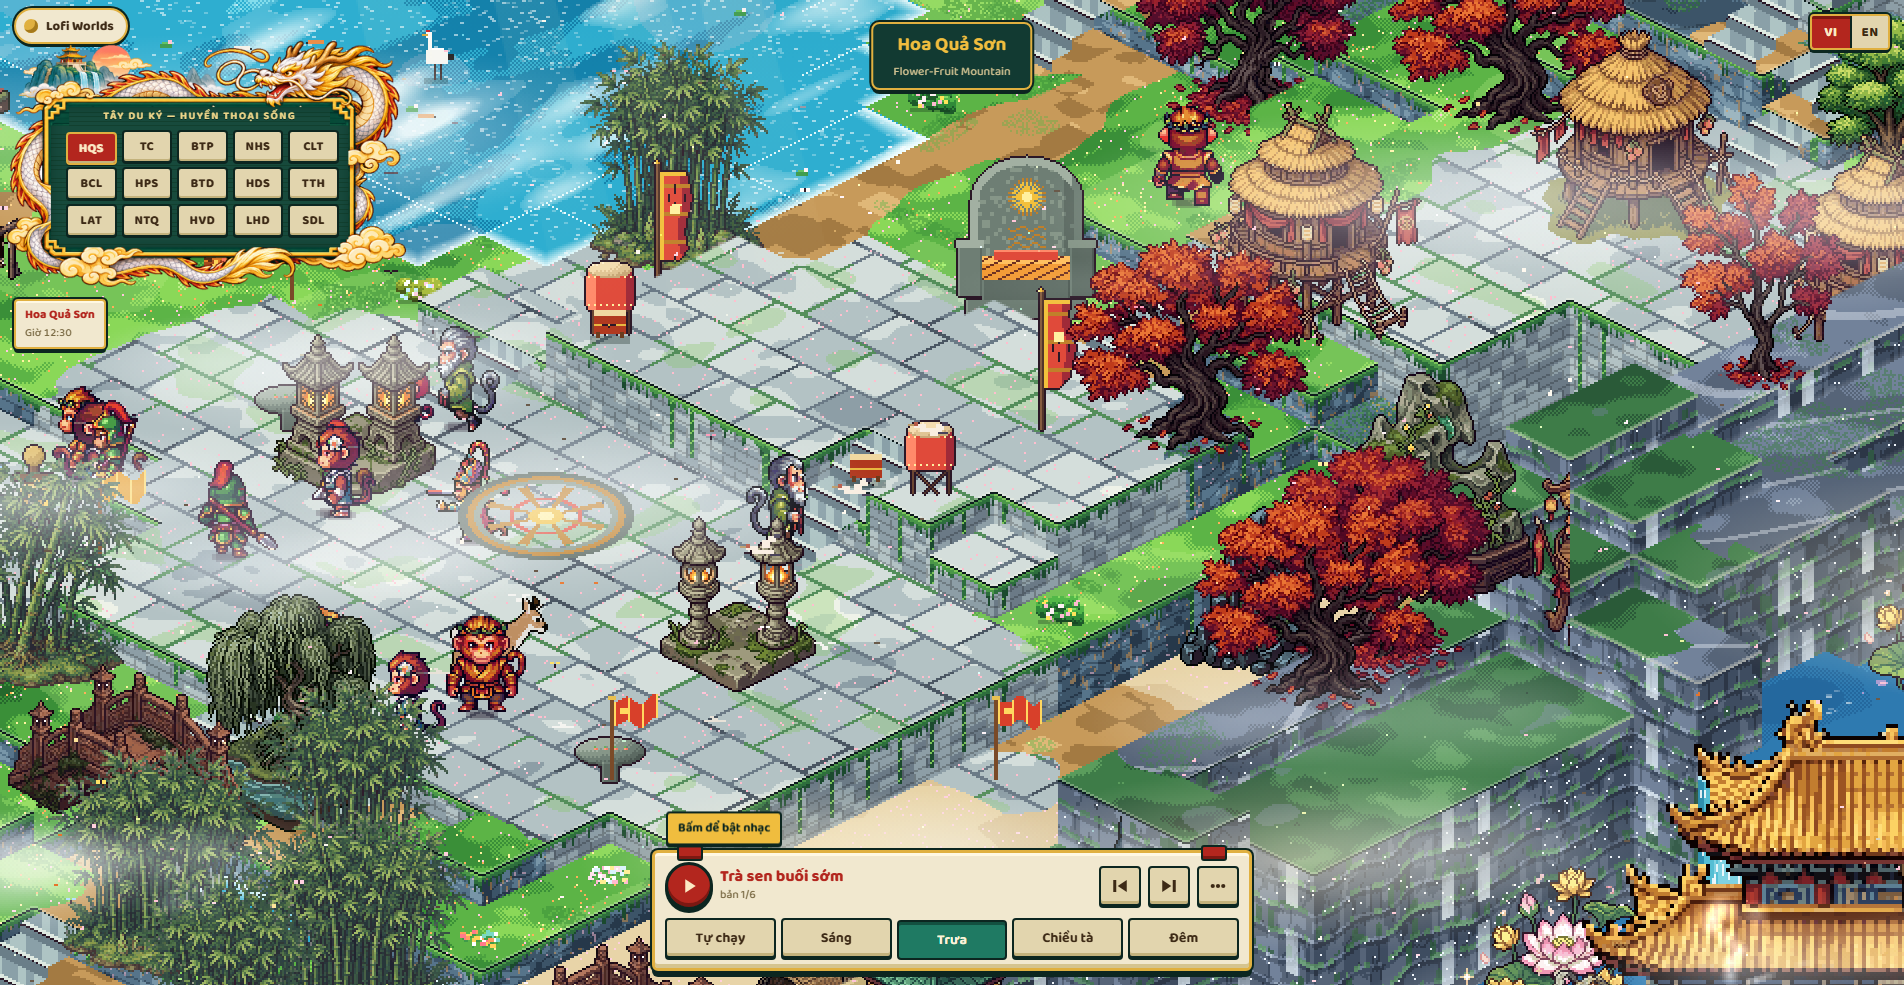 Lofi Worlds
Hoa Quả Sơn
Flower-Fruit Mountain
VI EN
TÂY DU KÝ — HUYỀN THOẠI SỐNG
HQS TC BTP NHS CLT
BCL HPS BTD HDS TTH
LAT NTQ HVD LHD SDL
Hoa Quả Sơn
Giờ 12:30
Bấm để bật nhạc
Trà sen buổi sớm
bản 1/6
Tự chạy Sáng Trưa Chiều tà Đêm